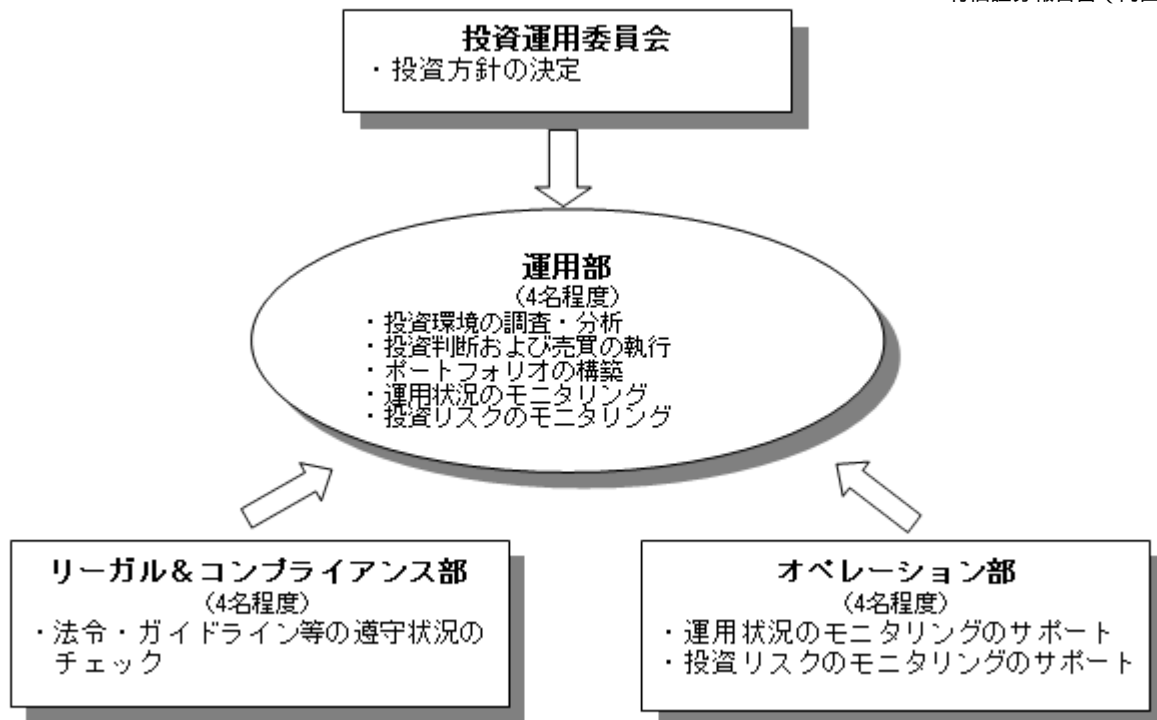 投資運用委員会
・投資方針の決定
運用部
(4名程度)
・投資環境の調査・分析
・投資判断および売買の執行
・ポートフォリオの構築
・運用状況のモニタリング
・投資リスクのモニタリング
リーガル&コンプライアンス部
(4名程度)
・法令・ガイドライン等の遵守状況の
チェック
オペレーション部
(4名程度)
・運用状況のモニタリングのサポート
・投資リスクのモニタリングのサポート